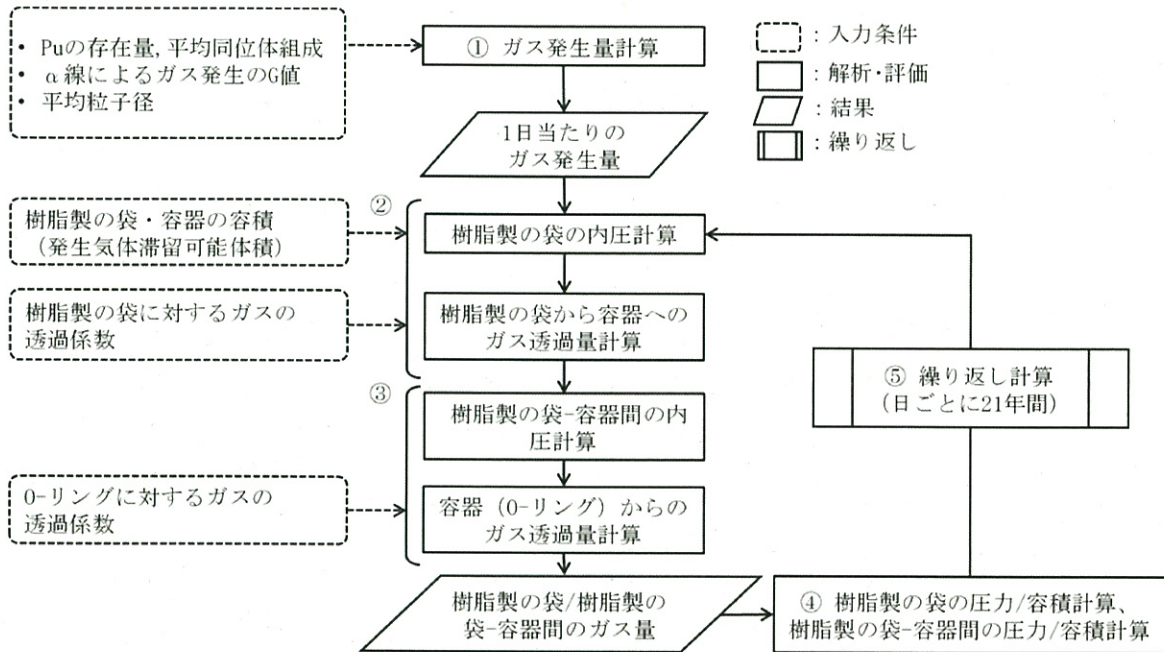 • Puの存在量,平均同位体組成
• α線によるガス発生のG値
• 平均粒子径
① ガス発生量計算
: 入力条件
: 解析・評価
: 結果
: 繰り返し
1日当たりの
ガス発生量
樹脂製の袋・容器の容積
(発生気体滞留可能体積)
②
樹脂製の袋の内圧計算
樹脂製の袋に対するガスの
透過係数
樹脂製の袋から容器への
ガス透過量計算
⑤ 繰り返し計算
(日ごとに21年間)
③
樹脂製の袋-容器間の内
圧計算
O-リングに対するガスの
透過係数
容器(O-リング)からの
ガス透過量計算
樹脂製の袋/樹脂製の
袋-容器間のガス量
④ 樹脂製の袋の圧力/容積計算、
樹脂製の袋-容器間の圧力/容積計算